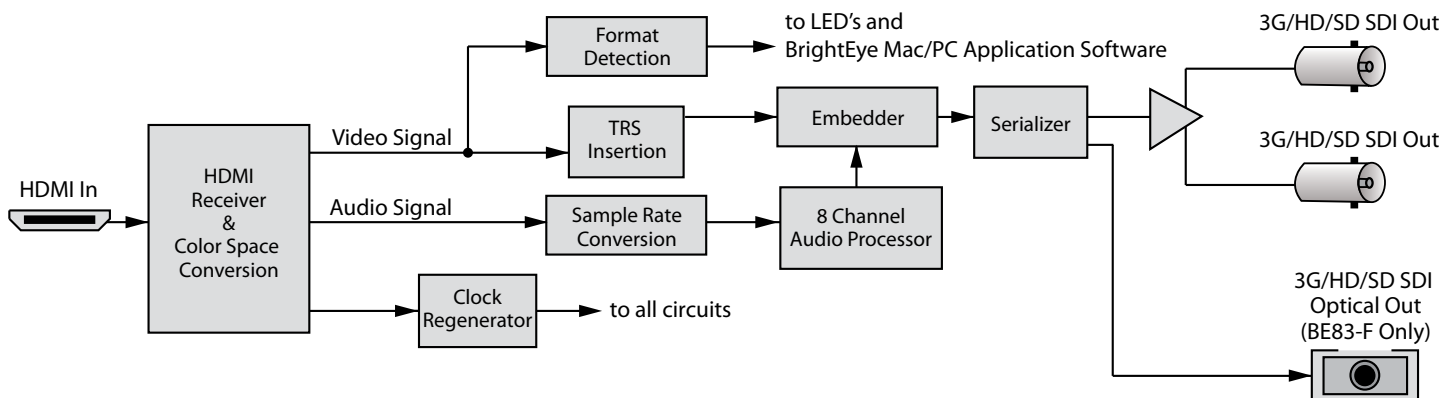 HDMI In
HDMI
Receiver
&
Color Space
Conversion
Video Signal
Audio Signal
Format
Detection
to LED's and
BrightEye Mac/PC Application Software
TRS
Insertion
Embedder
Serializer
Sample Rate
Conversion
8 Channel
Audio Processor
Clock
Regenerator
to all circuits
3G/HD/SD SDI Out
3G/HD/SD SDI Out
3G/HD/SD SDI
Optical Out
(BE83-F Only)